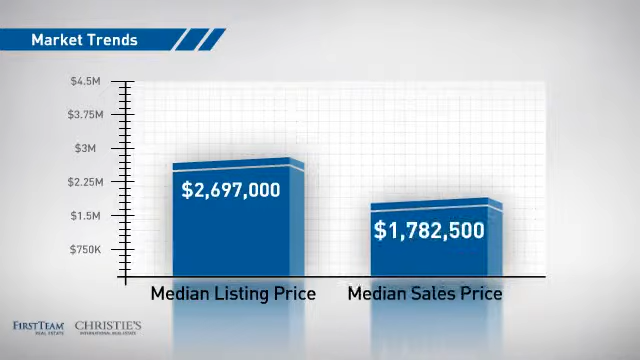 Market Trends
$4.5M
$3.75M
$3M
$2.25M
$1.5M
$750K
$2,697,000
$1,782,500
Median Listing Price
Median Sales Price
FIRST TEAM
REAL ESTATE
CHRISTIE'S
INTERNATIONAL REAL ESTATE